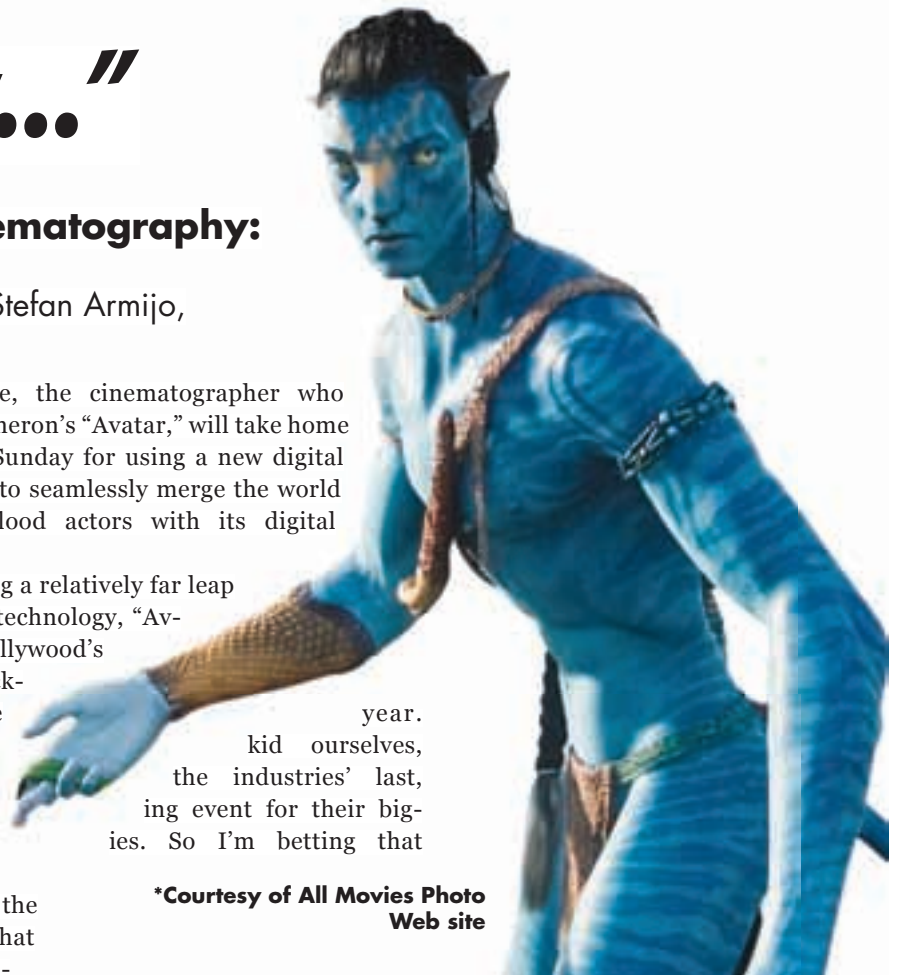 ...”
ematography:
Stefan Armijo,
e, the cinematographer who
neron’s “Avatar,” will take home
Sunday for using a new digital
to seamlessly merge the world
lood actors with its digital
g a relatively far leap
technology, “Av-
llywood’s
k-
e
year.
kid ourselves,
the industries’ last,
ing event for their big-
ies. So I’m betting that
*Courtesy of All Movies Photo
Web site
the
hat
-